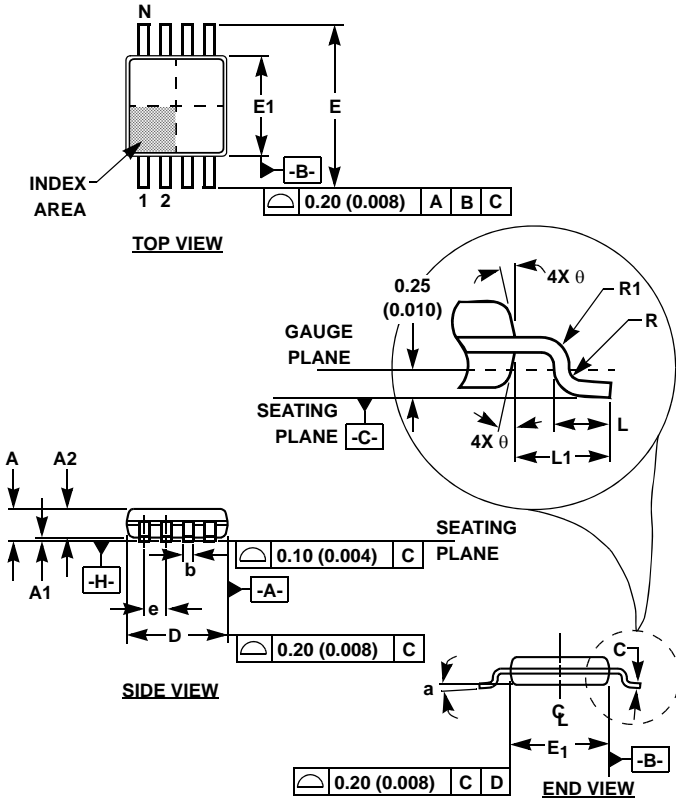 N
E1
E
-B-
INDEX
AREA
1 2
0.20 (0.008) A B C
TOP VIEW
0.25
(0.010)
4X θ
R1
R
GAUGE
PLANE
SEATING
PLANE -C-
4X θ
L
L1
A A2
SEATING
PLANE
A1
-H-
b
0.10 (0.004) C
e
-A-
D
0.20 (0.008) C
SIDE VIEW
C
a
CL
E1
-B-
0.20 (0.008) C D
END VIEW